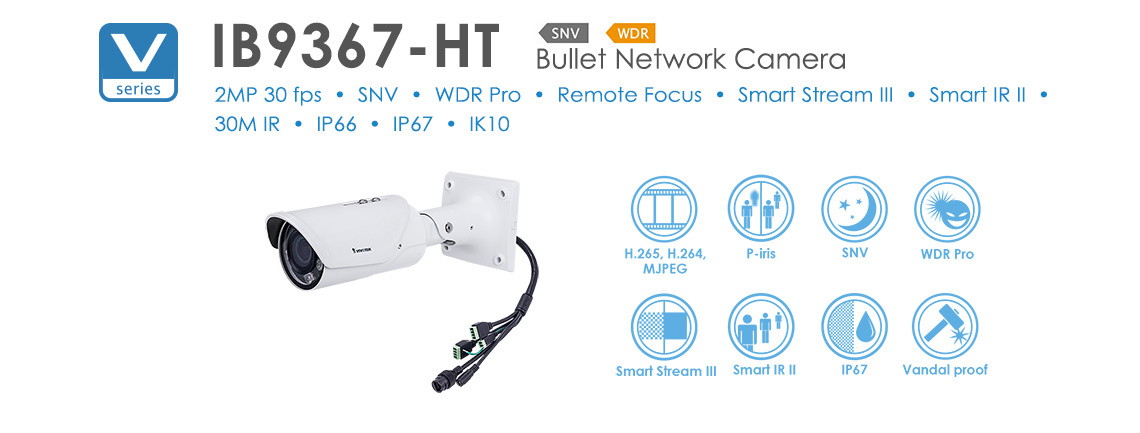 V
series
IB9367-HT
SNV
WDR
Bullet Network Camera
2MP 30 fps • SNV • WDR Pro • Remote Focus • Smart Stream III • Smart IR II •
30M IR • IP66 • IP67 • IK10
VIVOTEK
H.265, H.264,
MJPEG
P-iris
SNV
WDR Pro
Smart Stream III
Smart IR II
IP67
Vandal proof